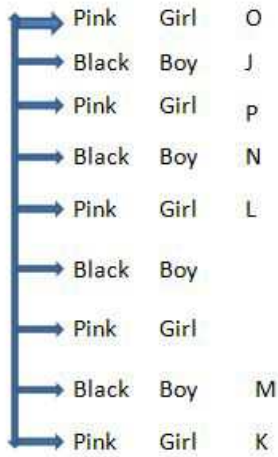 Pink Girl O
Black Boy J
Pink Girl P
Black Boy N
Pink Girl L
Black Boy
Pink Girl
Black Boy M
Pink Girl K